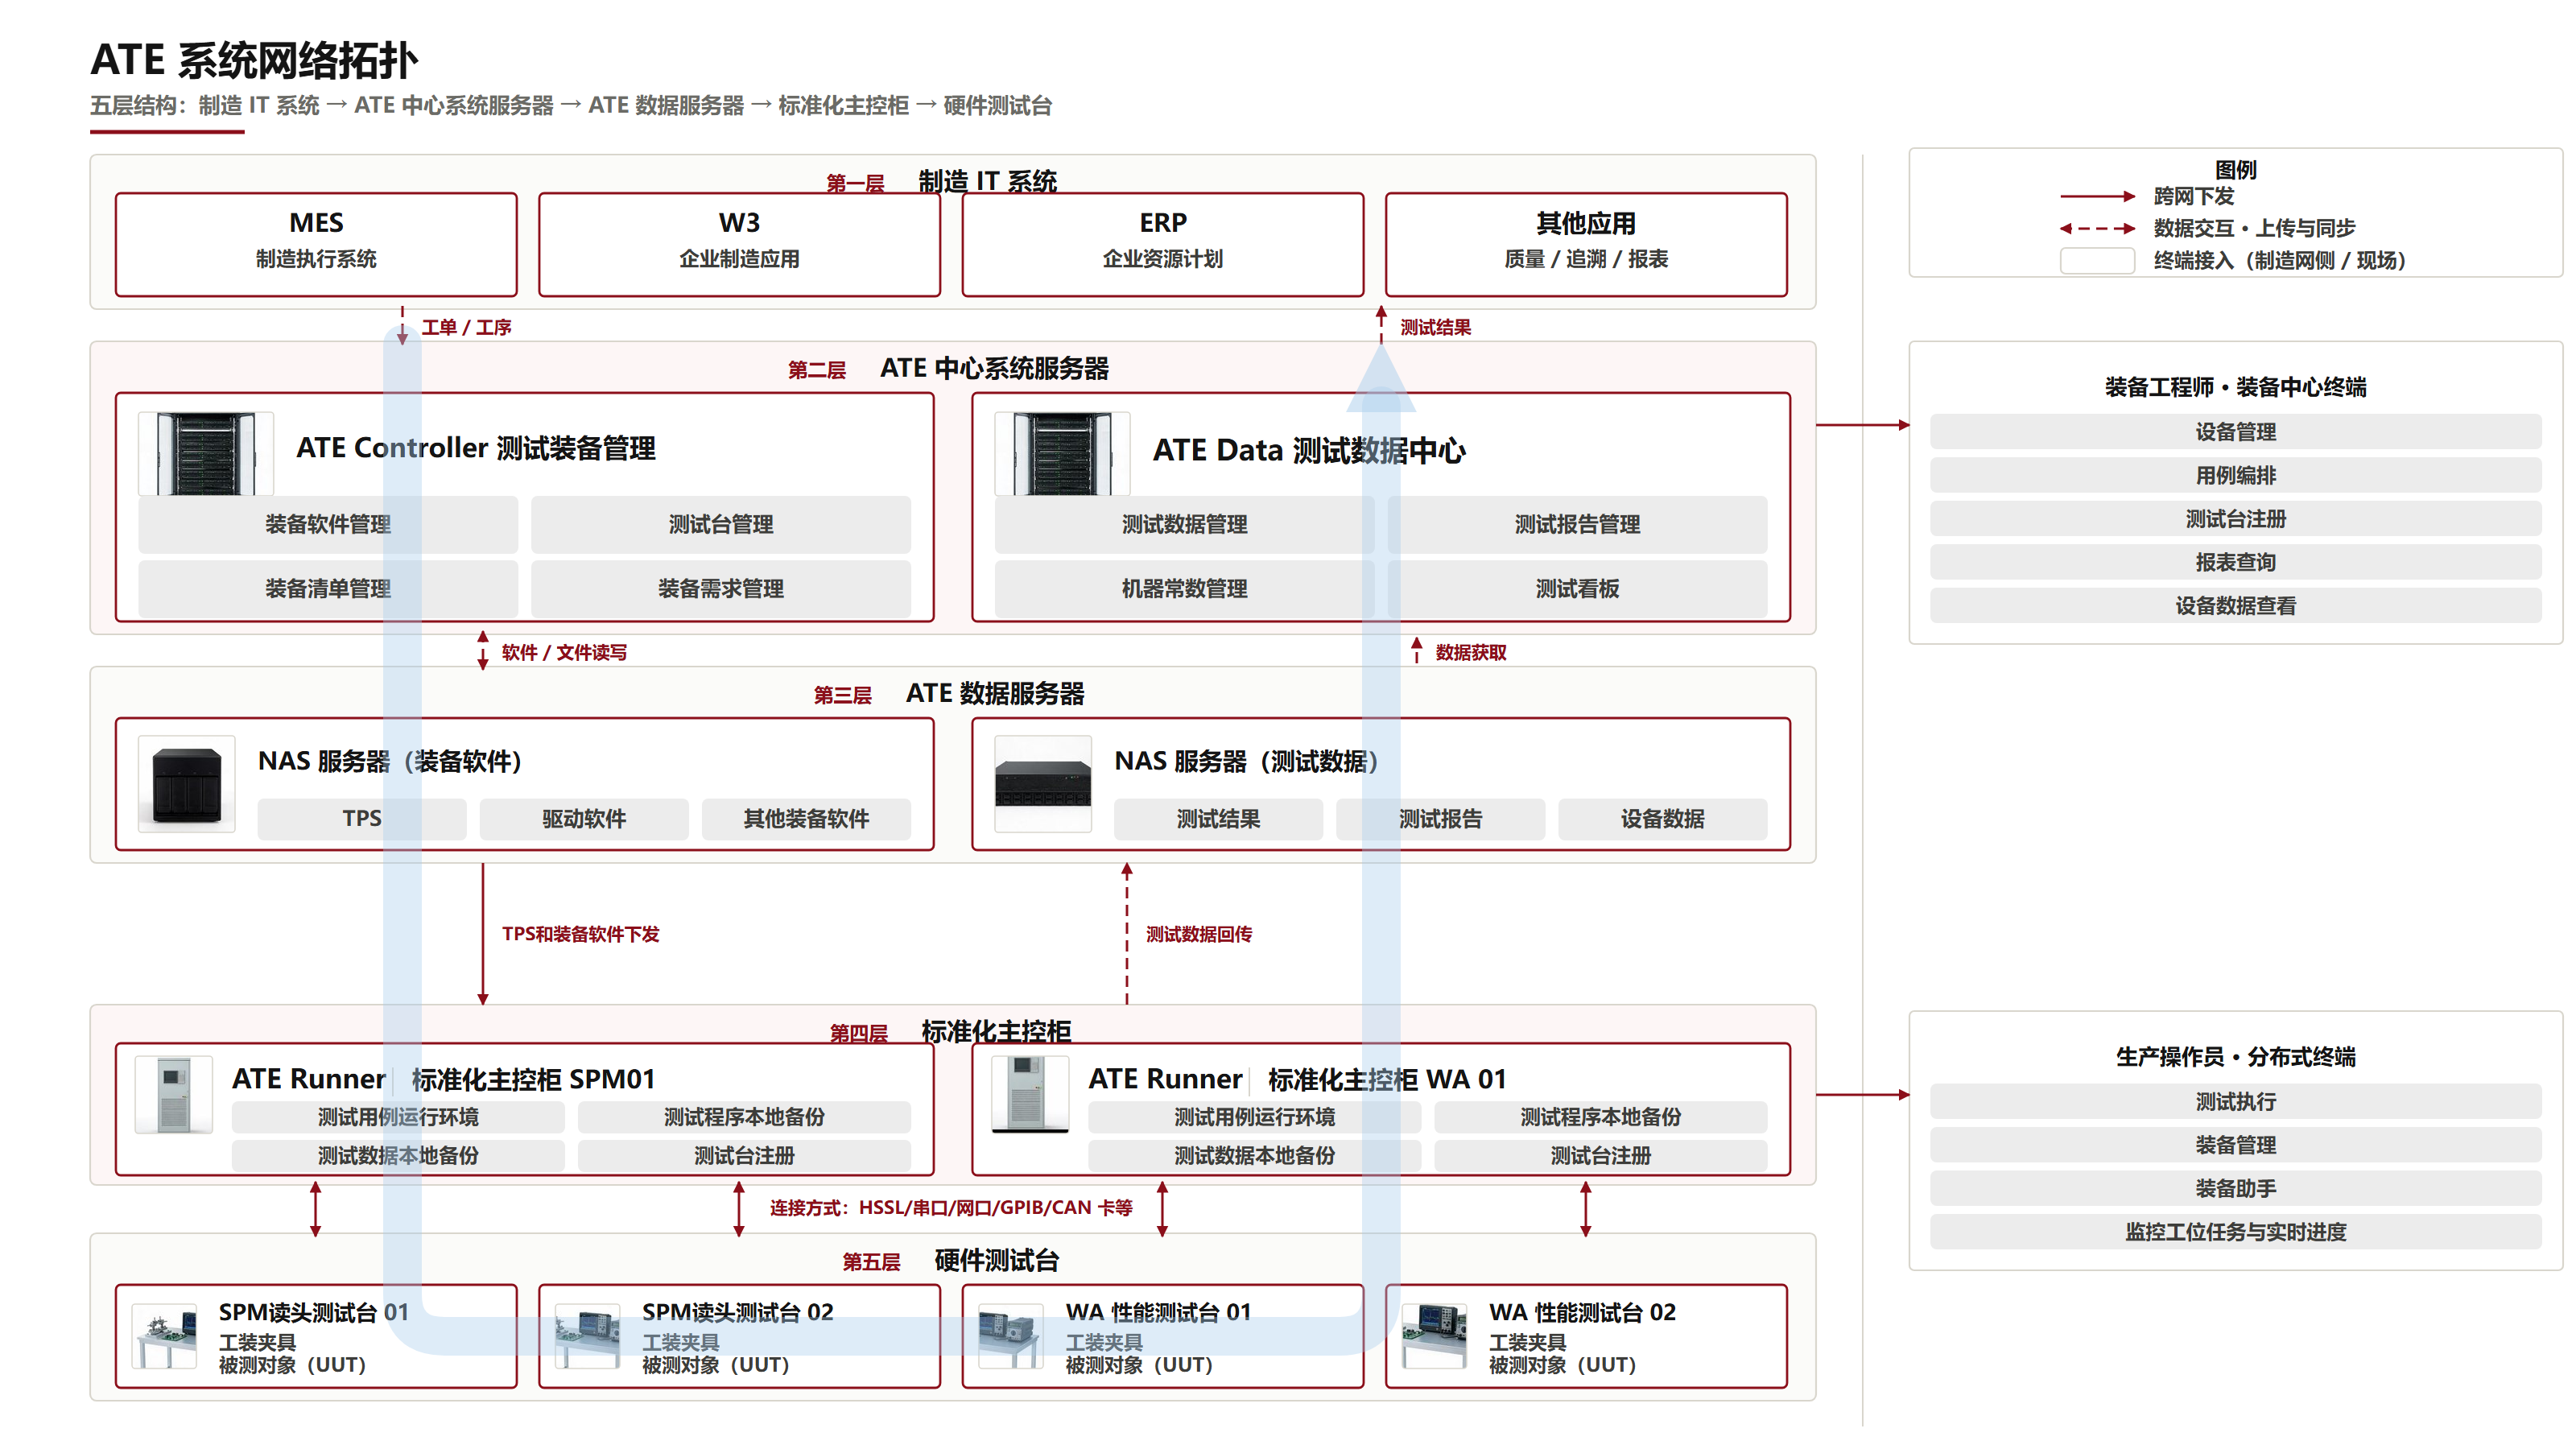 ATE 系统网络拓扑
五层结构：制造 IT 系统 → ATE 中心系统服务器 → ATE 数据服务器 → 标准化主控柜 → 硬件测试台
第一层 制造 IT 系统
MES
制造执行系统
W3
企业制造应用
ERP
企业资源计划
其他应用
质量 / 追溯 / 报表
工单 / 工序
测试结果
第二层 ATE 中心系统服务器
ATE Controller 测试装备管理
装备软件管理
测试台管理
装备清单管理
装备需求管理
ATE Data 测试数据中心
测试数据管理
测试报告管理
机器常数管理
测试看板
软件 / 文件读写
数据获取
第三层 ATE 数据服务器
NAS 服务器（装备软件）
TPS
驱动软件
其他装备软件
NAS 服务器（测试数据）
测试结果
测试报告
设备数据
TPS和装备软件下发
测试数据回传
第四层 标准化主控柜
ATE Runner | 标准化主控柜 SPM01
测试用例运行环境
测试程序本地备份
测试数据本地备份
测试台注册
ATE Runner | 标准化主控柜 WA 01
测试用例运行环境
测试程序本地备份
测试数据本地备份
测试台注册
连接方式：HSSL/串口/网口/GPIB/CAN 卡等
第五层 硬件测试台
SPM读头测试台 01
工装夹具
被测对象（UUT）
SPM读头测试台 02
工装夹具
被测对象（UUT）
WA 性能测试台 01
工装夹具
被测对象（UUT）
WA 性能测试台 02
工装夹具
被测对象（UUT）
图例
跨网下发
数据交互 · 上传与同步
终端接入（制造网侧 / 现场）
装备工程师 · 装备中心终端
设备管理
用例编排
测试台注册
报表查询
设备数据查看
生产操作员 · 分布式终端
测试执行
装备管理
装备助手
监控工位任务与实时进度